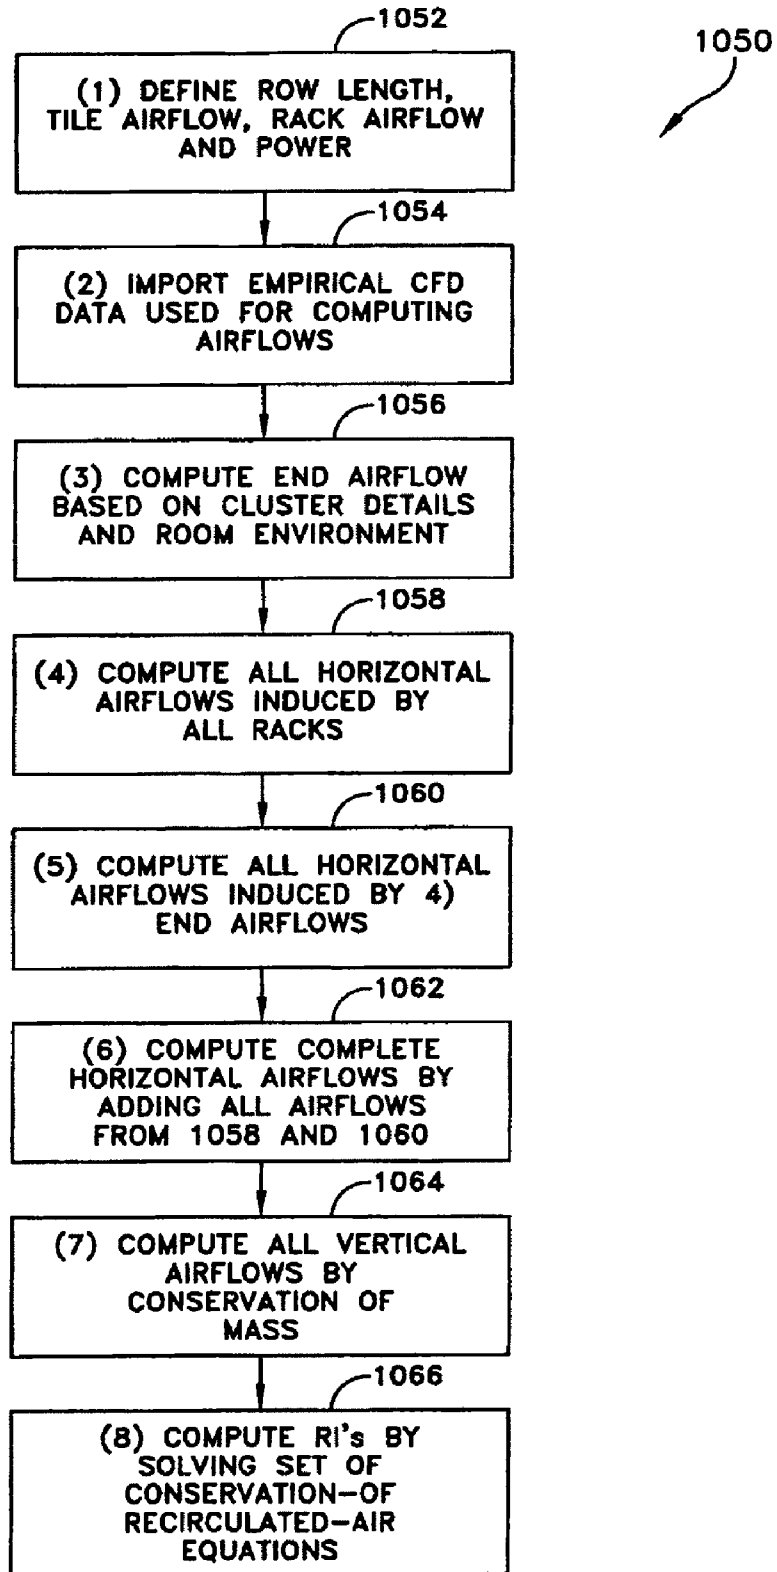 1052
1050
(1) DEFINE ROW LENGTH,
TILE AIRFLOW, RACK AIRFLOW
AND POWER
1054
(2) IMPORT EMPIRICAL CFD
DATA USED FOR COMPUTING
AIRFLOWS
1056
(3) COMPUTE END AIRFLOW
BASED ON CLUSTER DETAILS
AND ROOM ENVIRONMENT
1058
(4) COMPUTE ALL HORIZONTAL
AIRFLOWS INDUCED BY
ALL RACKS
1060
(5) COMPUTE ALL HORIZONTAL
AIRFLOWS INDUCED BY 4)
END AIRFLOWS
1062
(6) COMPUTE COMPLETE
HORIZONTAL AIRFLOWS BY
ADDING ALL AIRFLOWS
FROM 1058 AND 1060
1064
(7) COMPUTE ALL VERTICAL
AIRFLOWS BY
CONSERVATION OF
MASS
1066
(8) COMPUTE RI's BY
SOLVING SET OF
CONSERVATION-OF
RECIRCULATED-AIR
EQUATIONS